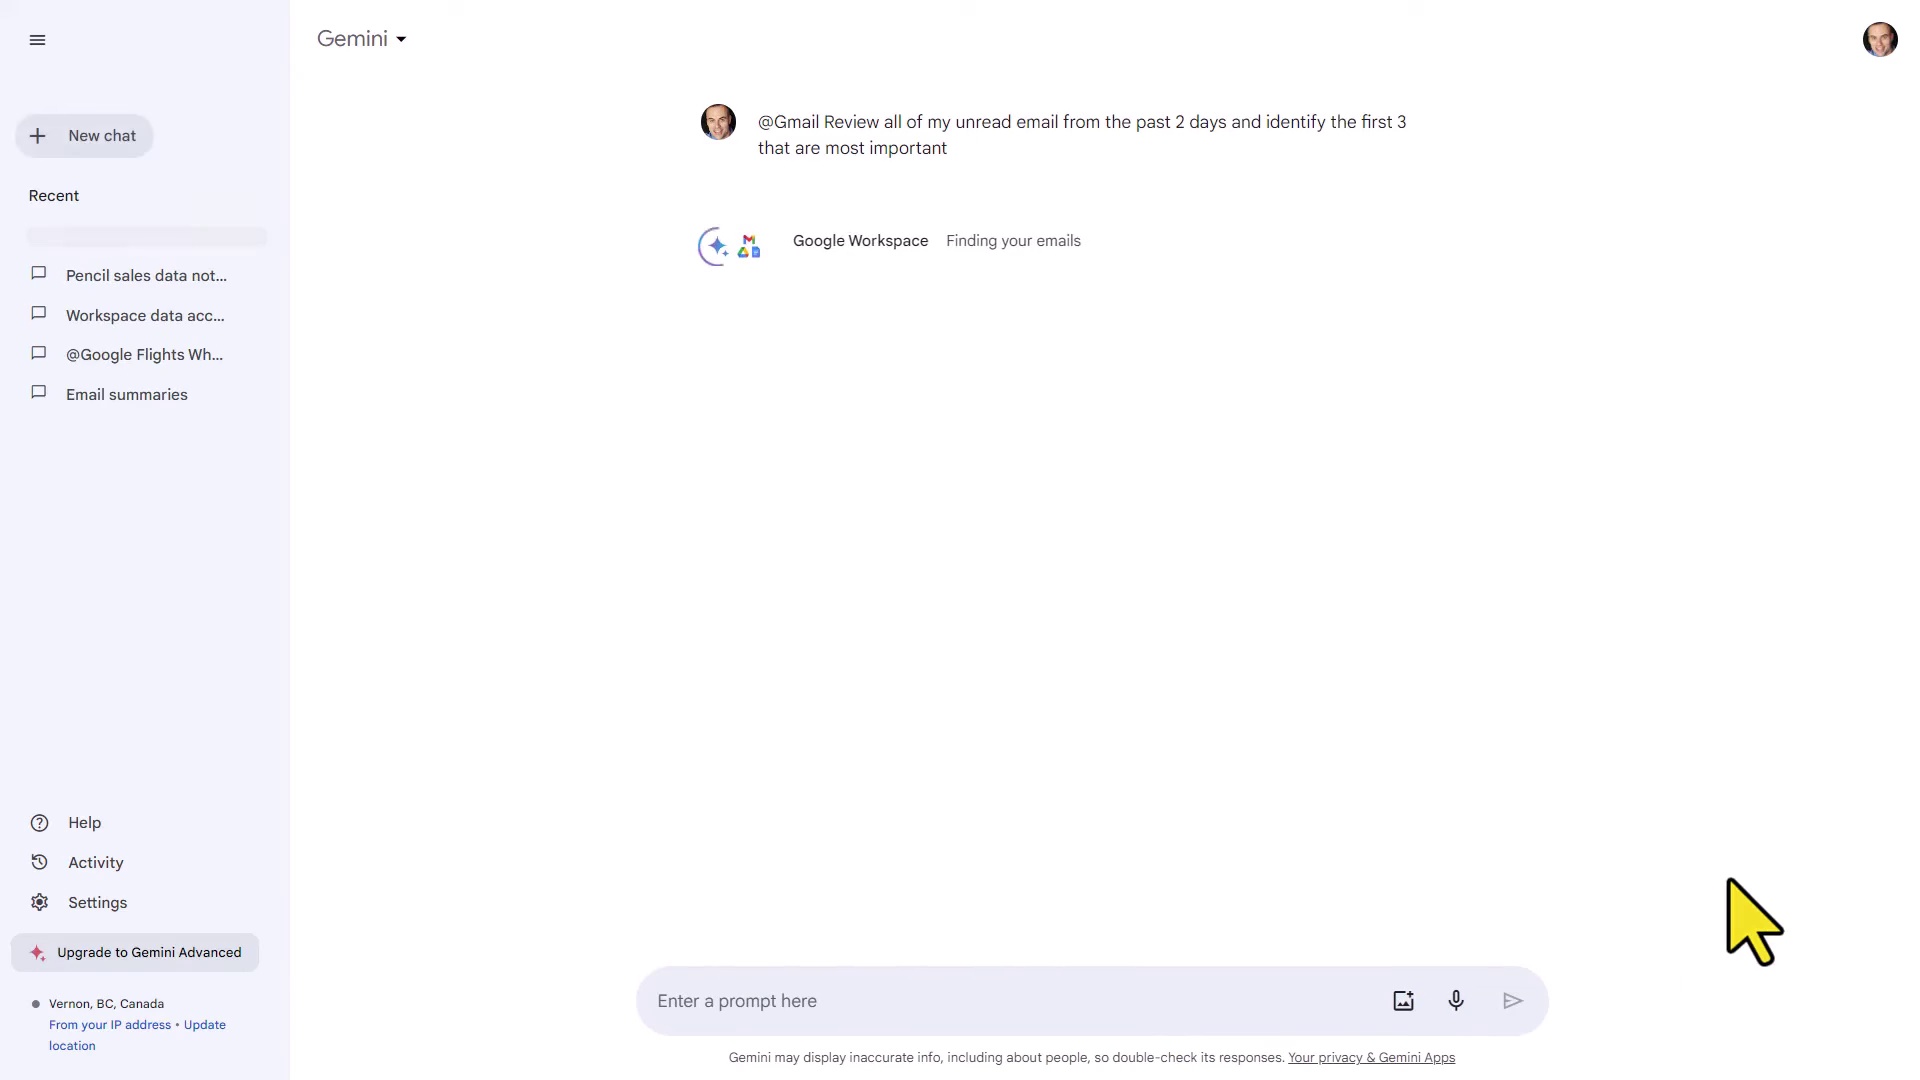 Gemini
New chat
Recent
Pencil sales data not...
Workspace data acc...
@Google Flights Wh...
Email summaries
Help
Activity
Settings
Upgrade to Gemini Advanced
Vernon, BC, Canada
From your IP address • Update
location
@Gmail Review all of my unread email from the past 2 days and identify the first 3
that are most important
Google Workspace Finding your emails
Enter a prompt here
Gemini may display inaccurate info, including about people, so double-check its responses. Your privacy & Gemini Apps